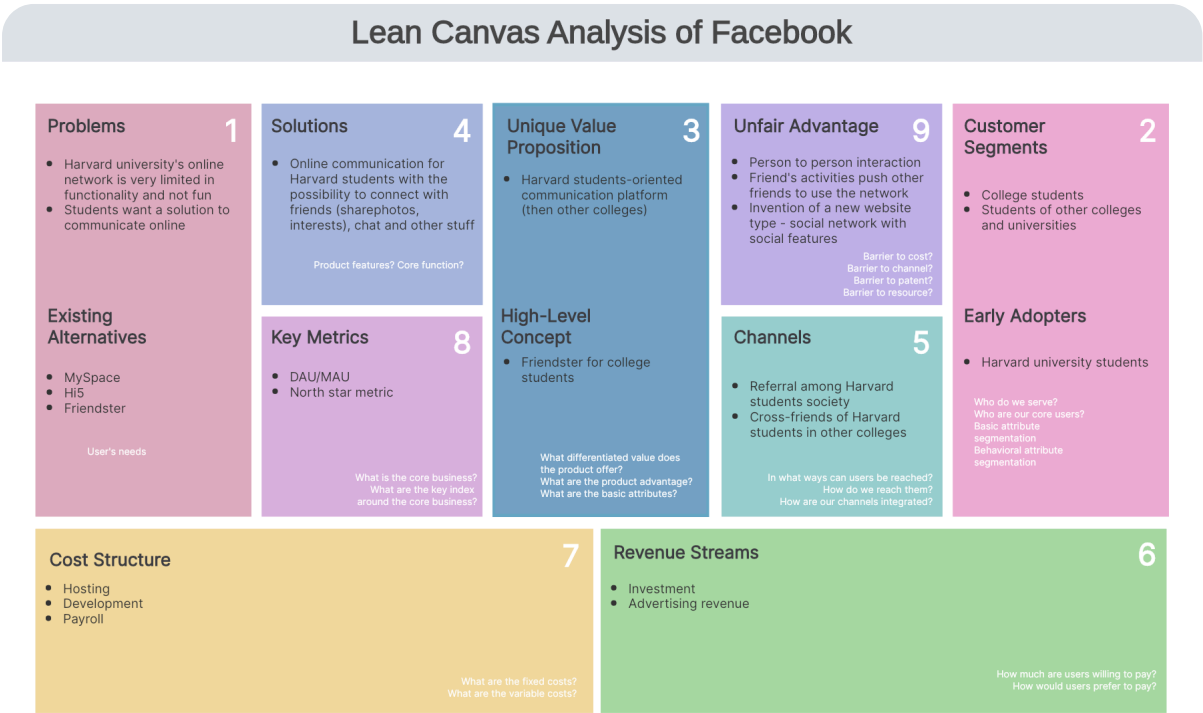 Lean Canvas Analysis of Facebook
Problems
1
Harvard university's online
network is very limited in
functionality and not fun
Students want a solution to
communicate online
Existing
Alternatives
MySpace
Hi5
Friendster
User's needs
Solutions
4
Online communication for
Harvard students with the
possibility to connect with
friends (sharephotos,
interests), chat and other stuff
Product features? Core function?
Key Metrics
8
DAU/MAU
North star metric
What is the core business?
What are the key index
around the core business?
Unique Value
Proposition
3
Harvard students-oriented
communication platform
(then other colleges)
High-Level
Concept
Friendster for college
students
What differentiated value does
the product offer?
What are the product advantage?
What are the basic attributes?
Unfair Advantage
9
Person to person interaction
Friend's activities push other
friends to use the network
Invention of a new website
type - social network with
social features
Barrier to cost?
Barrier to channel?
Barrier to patent?
Barrier to resource?
Channels
5
Referral among Harvard
students society
Cross-friends of Harvard
students in other colleges
In what ways can users be reached?
How do we reach them?
How are our channels integrated?
Customer
Segments
2
College students
Students of other colleges
and universities
Early Adopters
Harvard university students
Who do we serve?
Who are our core users?
Basic attribute
segmentation
Behavioral attribute
segmentation
Cost Structure
7
Hosting
Development
Payroll
What are the fixed costs?
What are the variable costs?
Revenue Streams
6
Investment
Advertising revenue
How much are users willing to pay?
How would users prefer to pay?